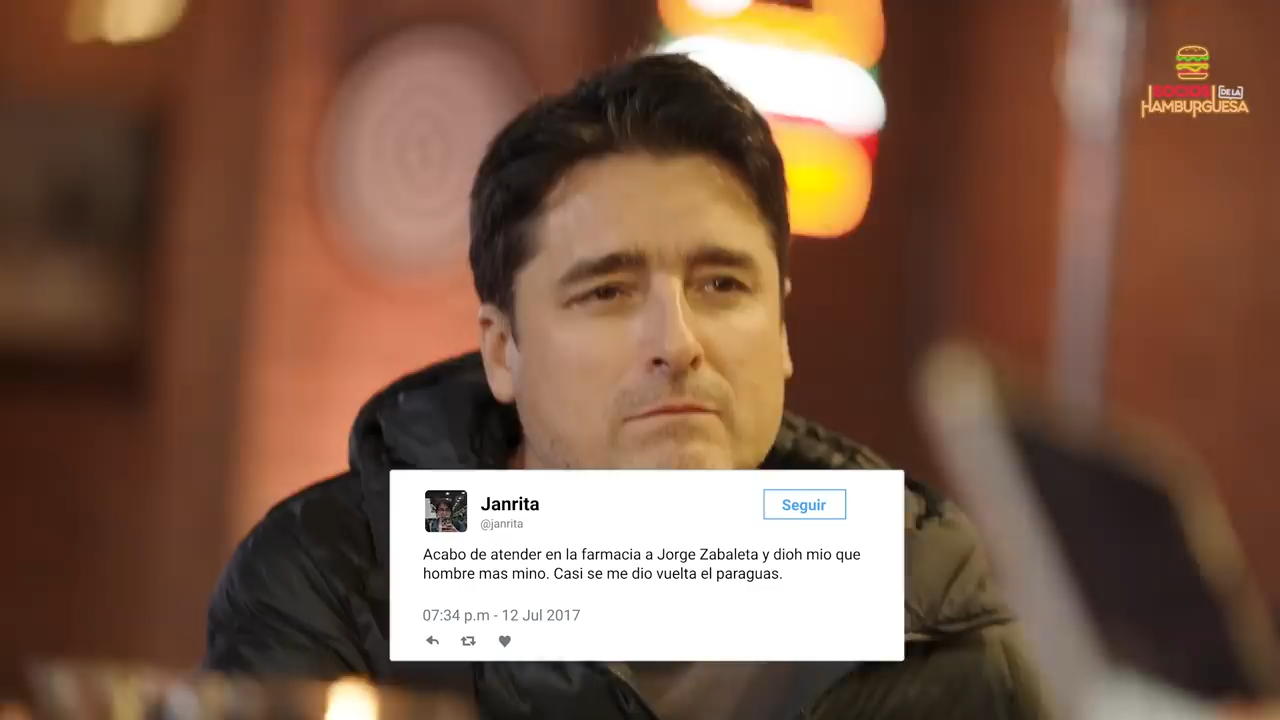 SOCIOS DE LA
HAMBURGUESA
Janrita
@janrita
Seguir
Acabo de atender en la farmacia a Jorge Zabaleta y dioh mio que
hombre mas mino. Casi se me dio vuelta el paraguas.
07:34 p.m - 12 Jul 2017